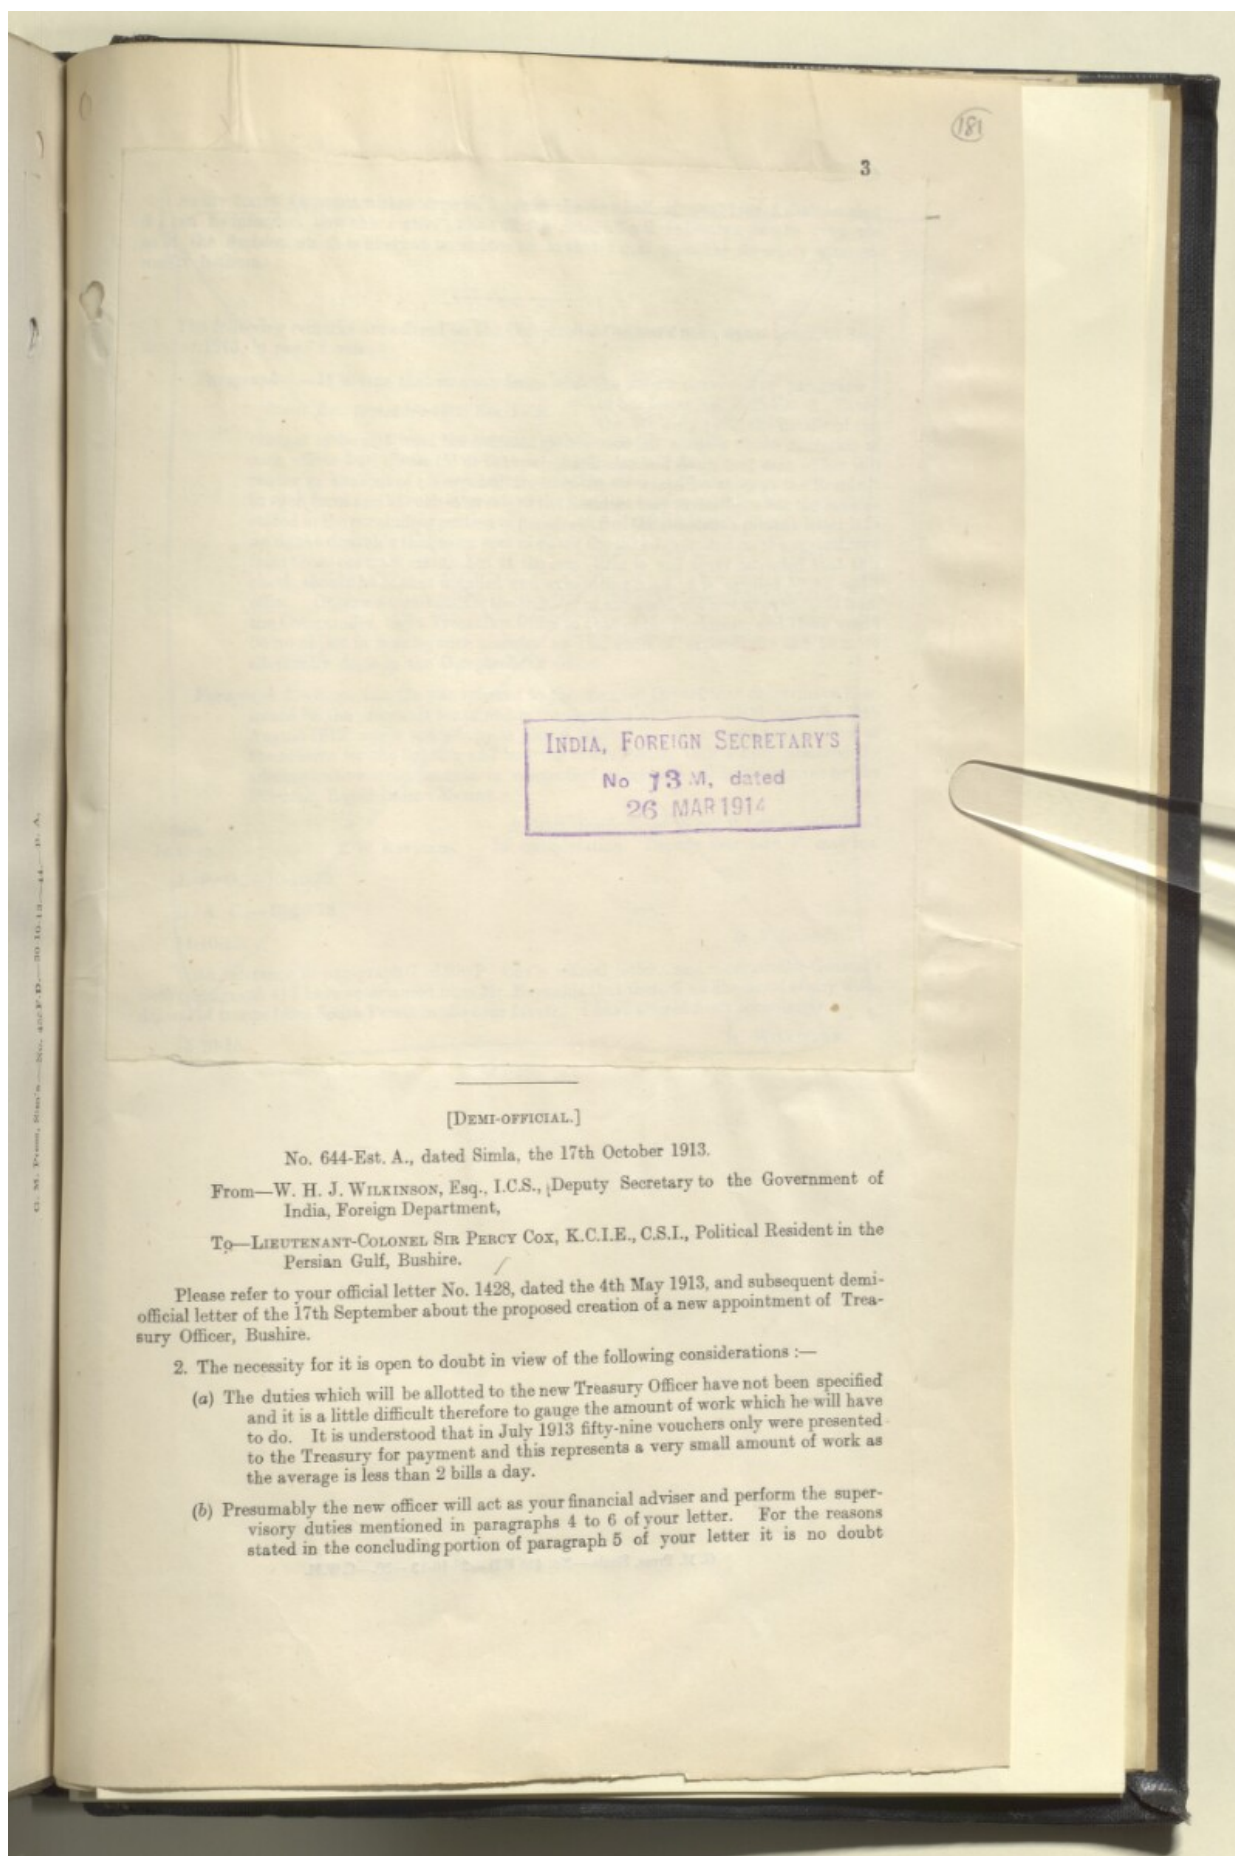 181
3
INDIA, FOREIGN SECRETARY'S
No 13 M, dated
26 MAR 1914
[DEMI-OFFICIAL.]
No. 644-Est. A., dated Simla, the 17th October 1913.
From—W. H. J. WILKINSON, Esq., I.C.S., Deputy Secretary to the Government of
India, Foreign Department,
To—LIEUTENANT-COLONEL SIR PERCY COX, K.C.I.E., C.S.I., Political Resident in the
Persian Gulf, Bushire.
Please refer to your official letter No. 1428, dated the 4th May 1913, and subsequent demi-
official letter of the 17th September about the proposed creation of a new appointment of Trea-
sury Officer, Bushire.
2. The necessity for it is open to doubt in view of the following considerations :—
(a) The duties which will be allotted to the new Treasury Officer have not been specified
and it is a little difficult therefore to gauge the amount of work which he will have
to do. It is understood that in July 1913 fifty-nine vouchers only were presented
to the Treasury for payment and this represents a very small amount of work as
the average is less than 2 bills a day.
(b) Presumably the new officer will act as your financial adviser and perform the super-
visory duties mentioned in paragraphs 4 to 6 of your letter. For the reasons
stated in the concluding portion of paragraph 5 of your letter it is no doubt